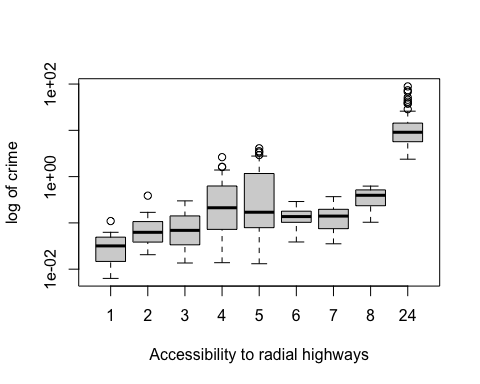 1e+02
1e+00
1e-02
log of crime
1 2 3 4 5 6 7 8 24
Accessibility to radial highways